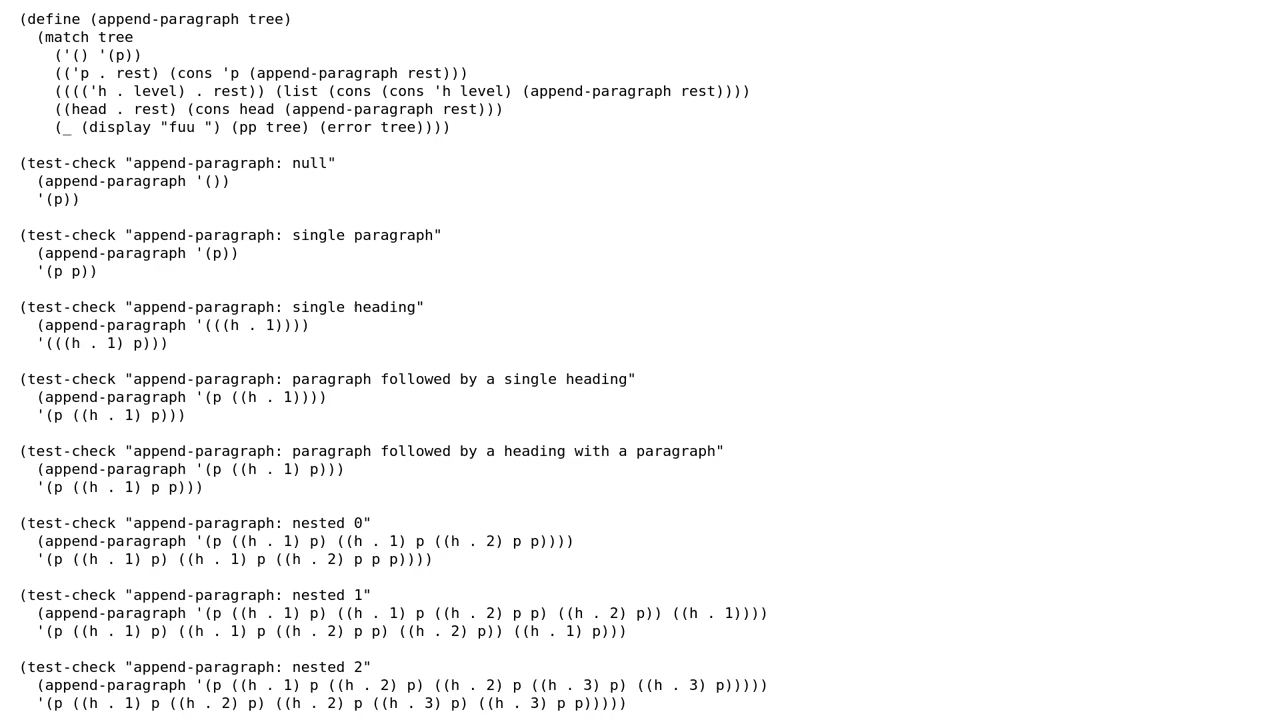 (define (append-paragraph tree)
  (match tree
    ('() '(p))
    (('p . rest) (cons 'p (append-paragraph rest)))
    (((('h . level) . rest)) (list (cons (cons 'h level) (append-paragraph rest))))
    ((head . rest) (cons head (append-paragraph rest)))
    (_ (display "fuu ") (pp tree) (error tree))))

(test-check "append-paragraph: null"
  (append-paragraph '())
  '(p))

(test-check "append-paragraph: single paragraph"
  (append-paragraph '(p))
  '(p p))

(test-check "append-paragraph: single heading"
  (append-paragraph '(((h . 1))))
  '(((h . 1) p)))

(test-check "append-paragraph: paragraph followed by a single heading"
  (append-paragraph '(p ((h . 1))))
  '(p ((h . 1) p)))

(test-check "append-paragraph: paragraph followed by a heading with a paragraph"
  (append-paragraph '(p ((h . 1) p)))
  '(p ((h . 1) p p)))

(test-check "append-paragraph: nested 0"
  (append-paragraph '(p ((h . 1) p) ((h . 1) p ((h . 2) p p))))
  '(p ((h . 1) p) ((h . 1) p ((h . 2) p p p))))

(test-check "append-paragraph: nested 1"
  (append-paragraph '(p ((h . 1) p) ((h . 1) p ((h . 2) p p) ((h . 2) p)) ((h . 1))))
  '(p ((h . 1) p) ((h . 1) p ((h . 2) p p) ((h . 2) p)) ((h . 1) p)))

(test-check "append-paragraph: nested 2"
  (append-paragraph '(p ((h . 1) p ((h . 2) p) ((h . 2) p ((h . 3) p) ((h . 3) p)))))
  '(p ((h . 1) p ((h . 2) p) ((h . 2) p ((h . 3) p) ((h . 3) p p)))))